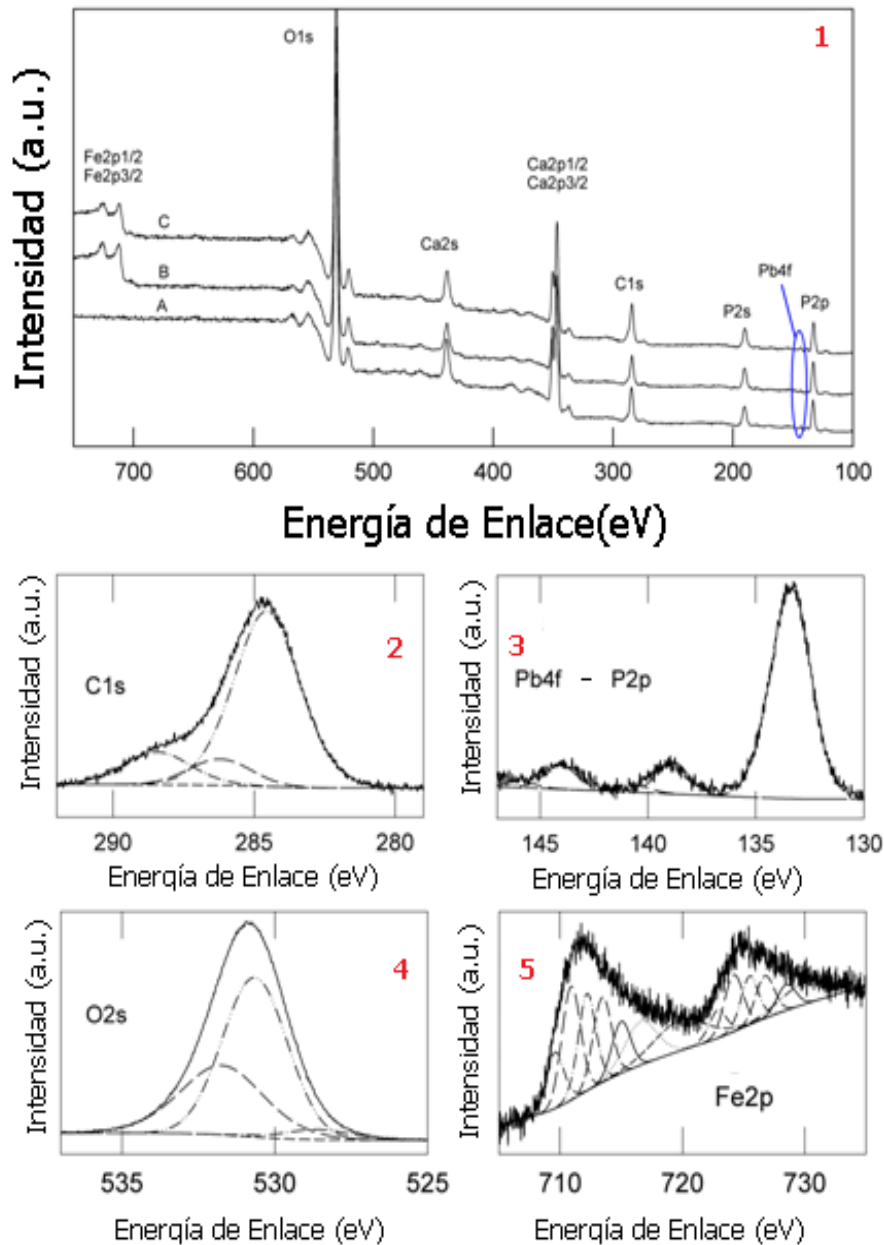 1
Intensidad (a.u.)
O1s
Fe2p1/2
Fe2p3/2
C
B
A
Ca2s
Ca2p1/2
Ca2p3/2
C1s
Pb4f
P2s
P2p
700 600 500 400 300 200 100
Energía de Enlace(eV)
Intensidad (a.u.)
2
C1s
290 285 280
Energía de Enlace (eV)
Intensidad (a.u.)
3
Pb4f - P2p
145 140 135 130
Energía de Enlace (eV)
Intensidad (a.u.)
4
O2s
535 530 525
Energía de Enlace (eV)
Intensidad (a.u.)
5
Fe2p
710 720 730
Energía de Enlace (eV)